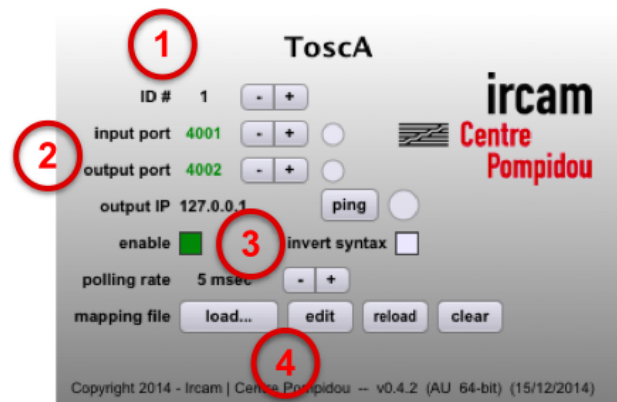 1
ToscA
ID # 1 - +
ircam
input port 4001 - +
Centre
2
output port 4002 - +
Pompidou
output IP 127.0.0.1 ping
enable 3 invert syntax
polling rate 5 msec - +
mapping file load... edit reload clear
4
Copyright 2014 - Ircam | Centre Pompidou -- v0.4.2 (AU 64-bit) (15/12/2014)